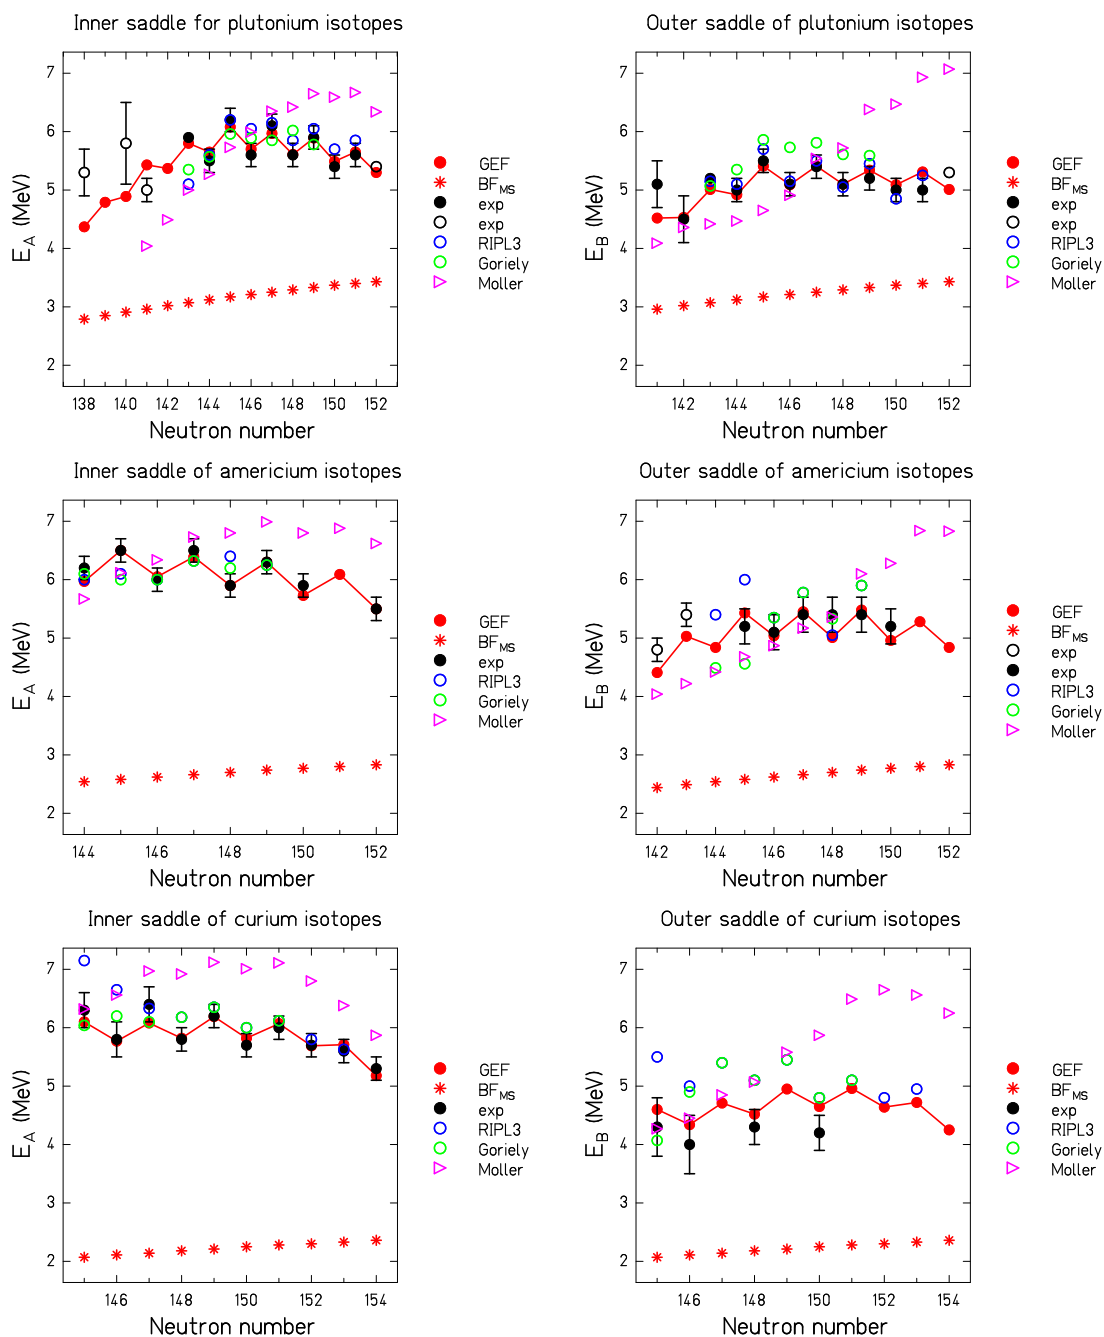 Inner saddle for plutonium isotopes
E_A (MeV)
7
6
5
4
3
2
138 140 142 144 146 148 150 152
Neutron number
GEF
BF_MS
exp
exp
RIPL3
Goriely
Moller
Outer saddle of plutonium isotopes
E_B (MeV)
7
6
5
4
3
2
142 144 146 148 150 152
Neutron number
GEF
BF_MS
exp
exp
RIPL3
Goriely
Moller
Inner saddle of americium isotopes
E_A (MeV)
7
6
5
4
3
2
144 146 148 150 152
Neutron number
GEF
BF_MS
exp
RIPL3
Goriely
Moller
Outer saddle of americium isotopes
E_B (MeV)
7
6
5
4
3
2
142 144 146 148 150 152
Neutron number
GEF
BF_MS
exp
exp
RIPL3
Goriely
Moller
Inner saddle of curium isotopes
E_A (MeV)
7
6
5
4
3
2
146 148 150 152 154
Neutron number
GEF
BF_MS
exp
RIPL3
Goriely
Moller
Outer saddle of curium isotopes
E_B (MeV)
7
6
5
4
3
2
146 148 150 152 154
Neutron number
GEF
BF_MS
exp
RIPL3
Goriely
Moller